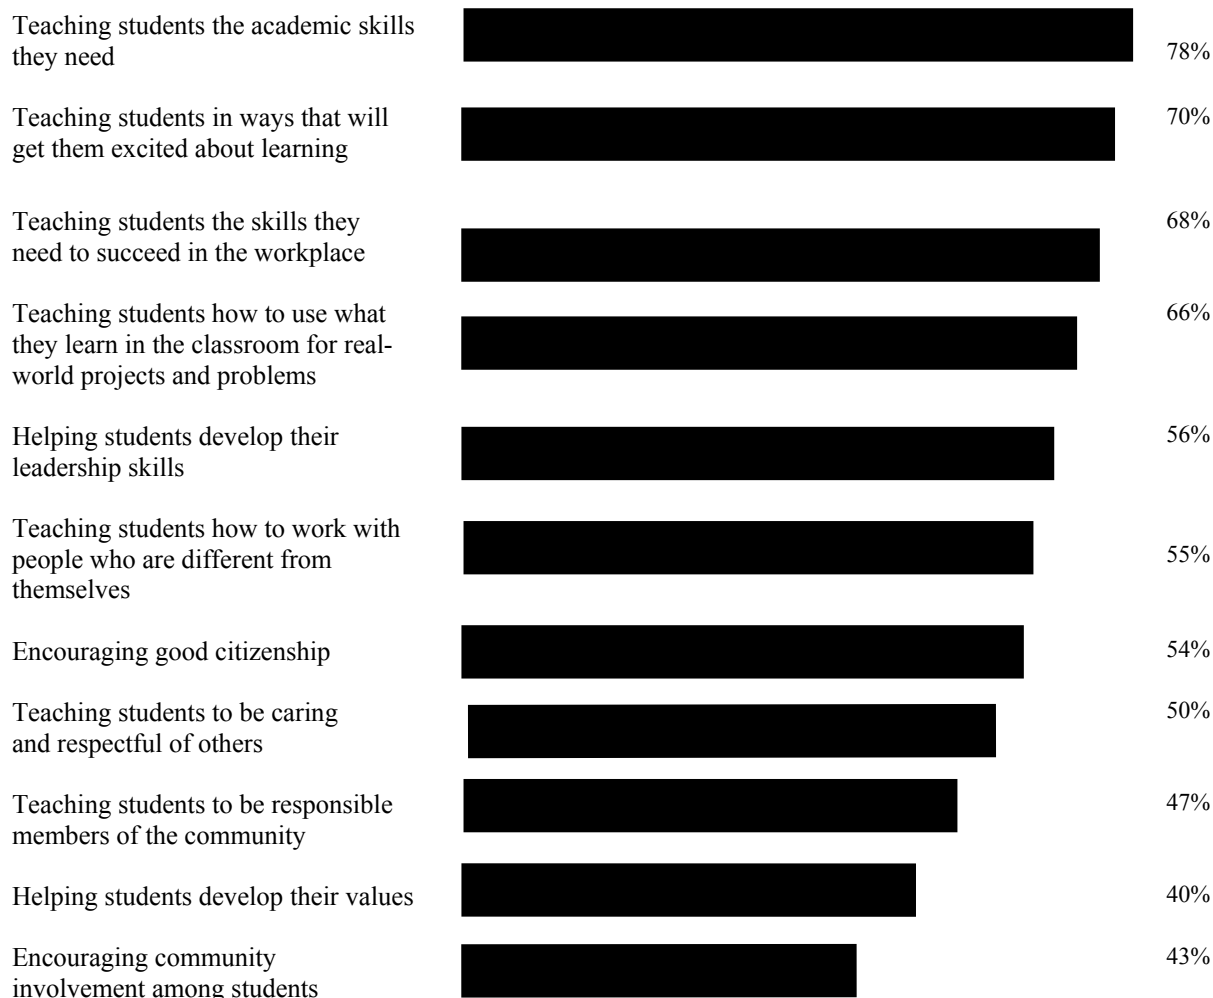 Teaching students the academic skills
they need
78%
Teaching students in ways that will
get them excited about learning
70%
Teaching students the skills they
need to succeed in the workplace
68%
Teaching students how to use what
they learn in the classroom for real-
world projects and problems
66%
Helping students develop their
leadership skills
56%
Teaching students how to work with
people who are different from
themselves
55%
Encouraging good citizenship
54%
Teaching students to be caring
and respectful of others
50%
Teaching students to be responsible
members of the community
47%
Helping students develop their values
40%
Encouraging community
involvement among students
43%